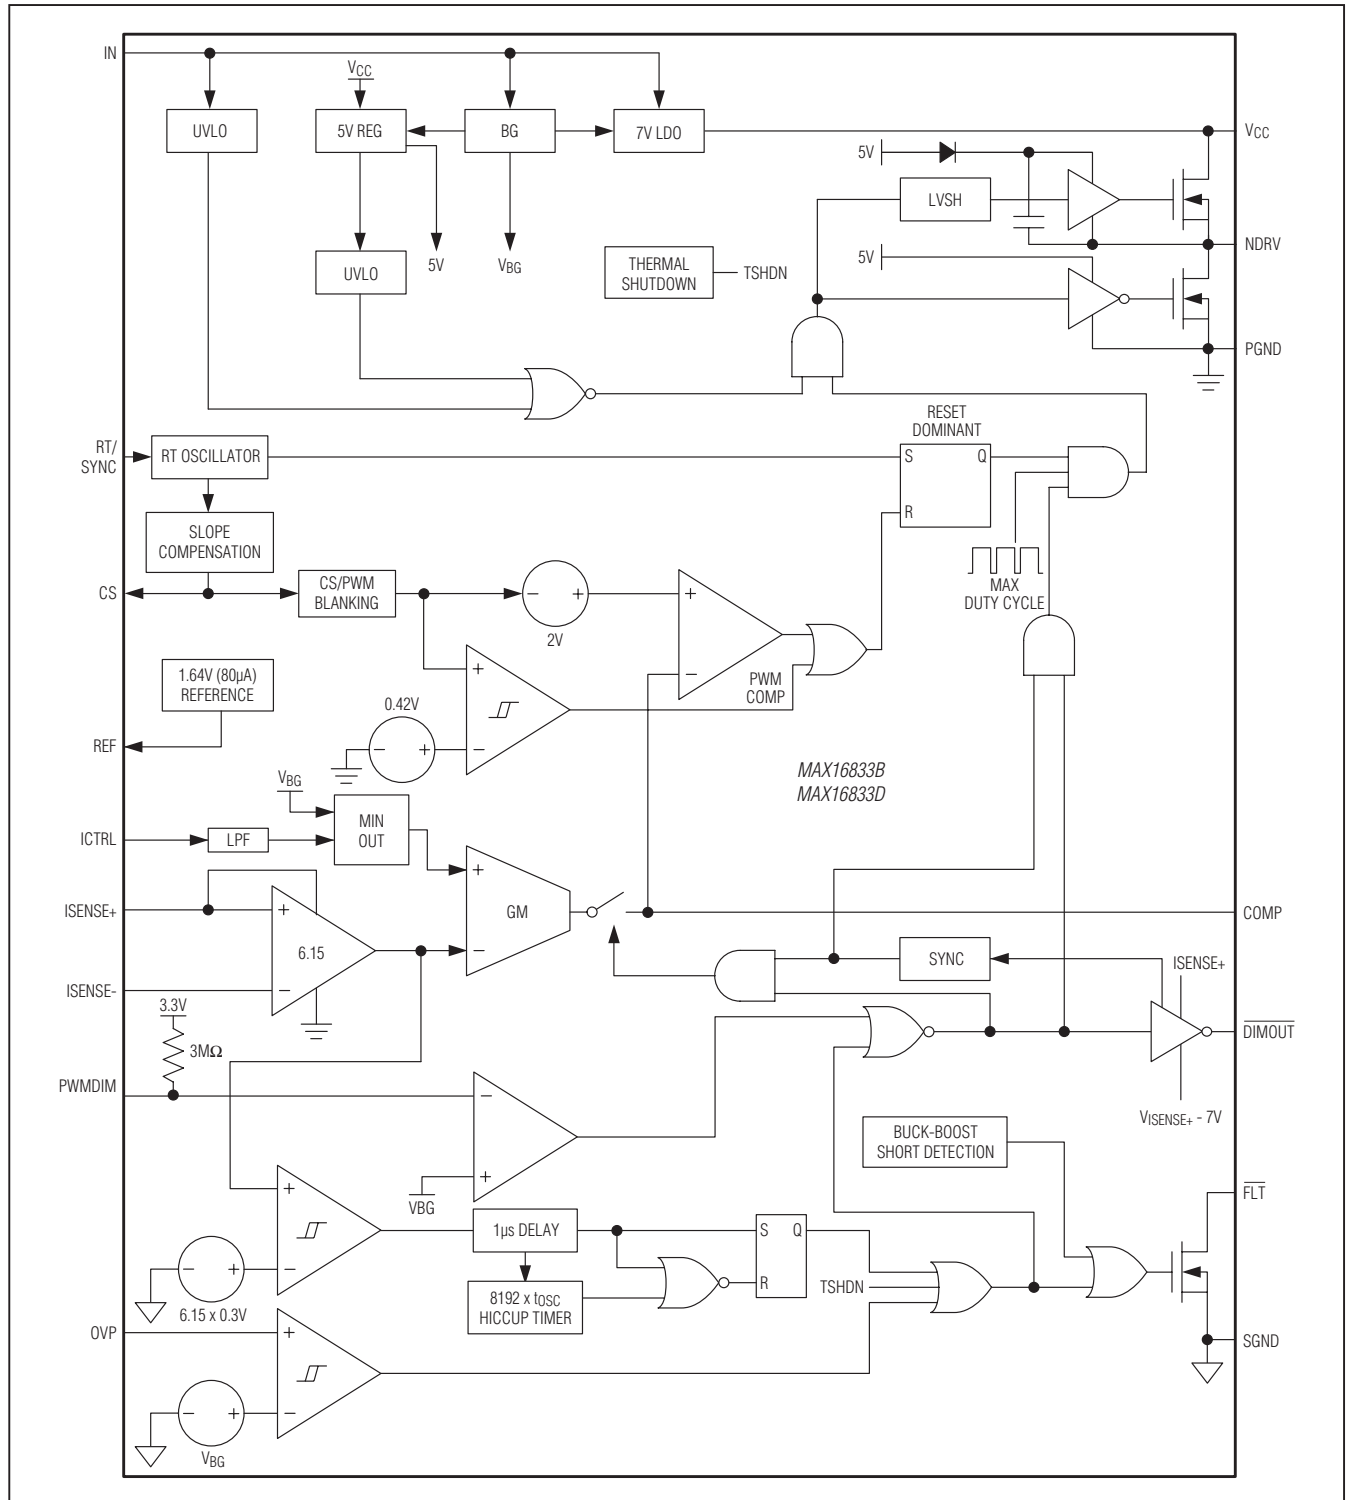 IN
VCC
UVLO
5V REG
BG
7V LDO
VCC
5V
LVSH
NDRV
5V
UVLO
5V
VBG
THERMAL
SHUTDOWN
TSHDN
PGND
RESET
DOMINANT
RT/
SYNC
RT OSCILLATOR
S
Q
R
SLOPE
COMPENSATION
CS
CS/PWM
BLANKING
−
+
2V
+
−
MAX
DUTY CYCLE
PWM
COMP
1.64V (80µA)
REFERENCE
0.42V
+
−
−
+
REF
MAX16833B
MAX16833D
VBG
MIN
OUT
ICTRL
LPF
+
GM
−
ISENSE+
+
6.15
ISENSE-
−
COMP
SYNC
ISENSE+
3.3V
3MΩ
DIMOUT
PWMDIM
−
+
VBG
VISENSE+ - 7V
BUCK-BOOST
SHORT DETECTION
FLT
+
−
−
+
6.15 x 0.3V
1µs DELAY
8192 x tOSC
HICCUP TIMER
S
Q
R
TSHDN
OVP
+
−
−
+
VBG
SGND